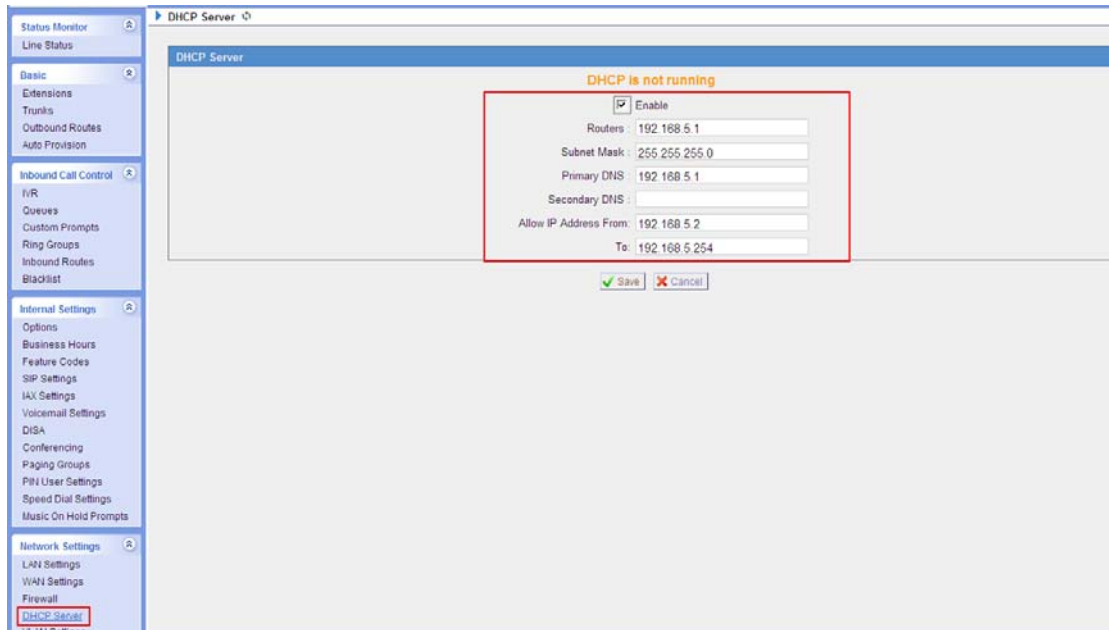 Status Monitor
Line Status
Basic
Extensions
Trunks
Outbound Routes
Auto Provision
Inbound Call Control
IVR
Queues
Custom Prompts
Ring Groups
Inbound Routes
Blacklist
Internal Settings
Options
Business Hours
Feature Codes
SIP Settings
IAX Settings
Voicemail Settings
DISA
Conferencing
Paging Groups
PIN User Settings
Speed Dial Settings
Music On Hold Prompts
Network Settings
LAN Settings
WAN Settings
Firewall
DHCP Server
DHCP Server
DHCP Server
DHCP is not running
Enable
Routers : 192.168.5.1
Subnet Mask : 255.255.255.0
Primary DNS : 192.168.5.1
Secondary DNS :
Allow IP Address From: 192.168.5.2
To: 192.168.5.254
Save Cancel